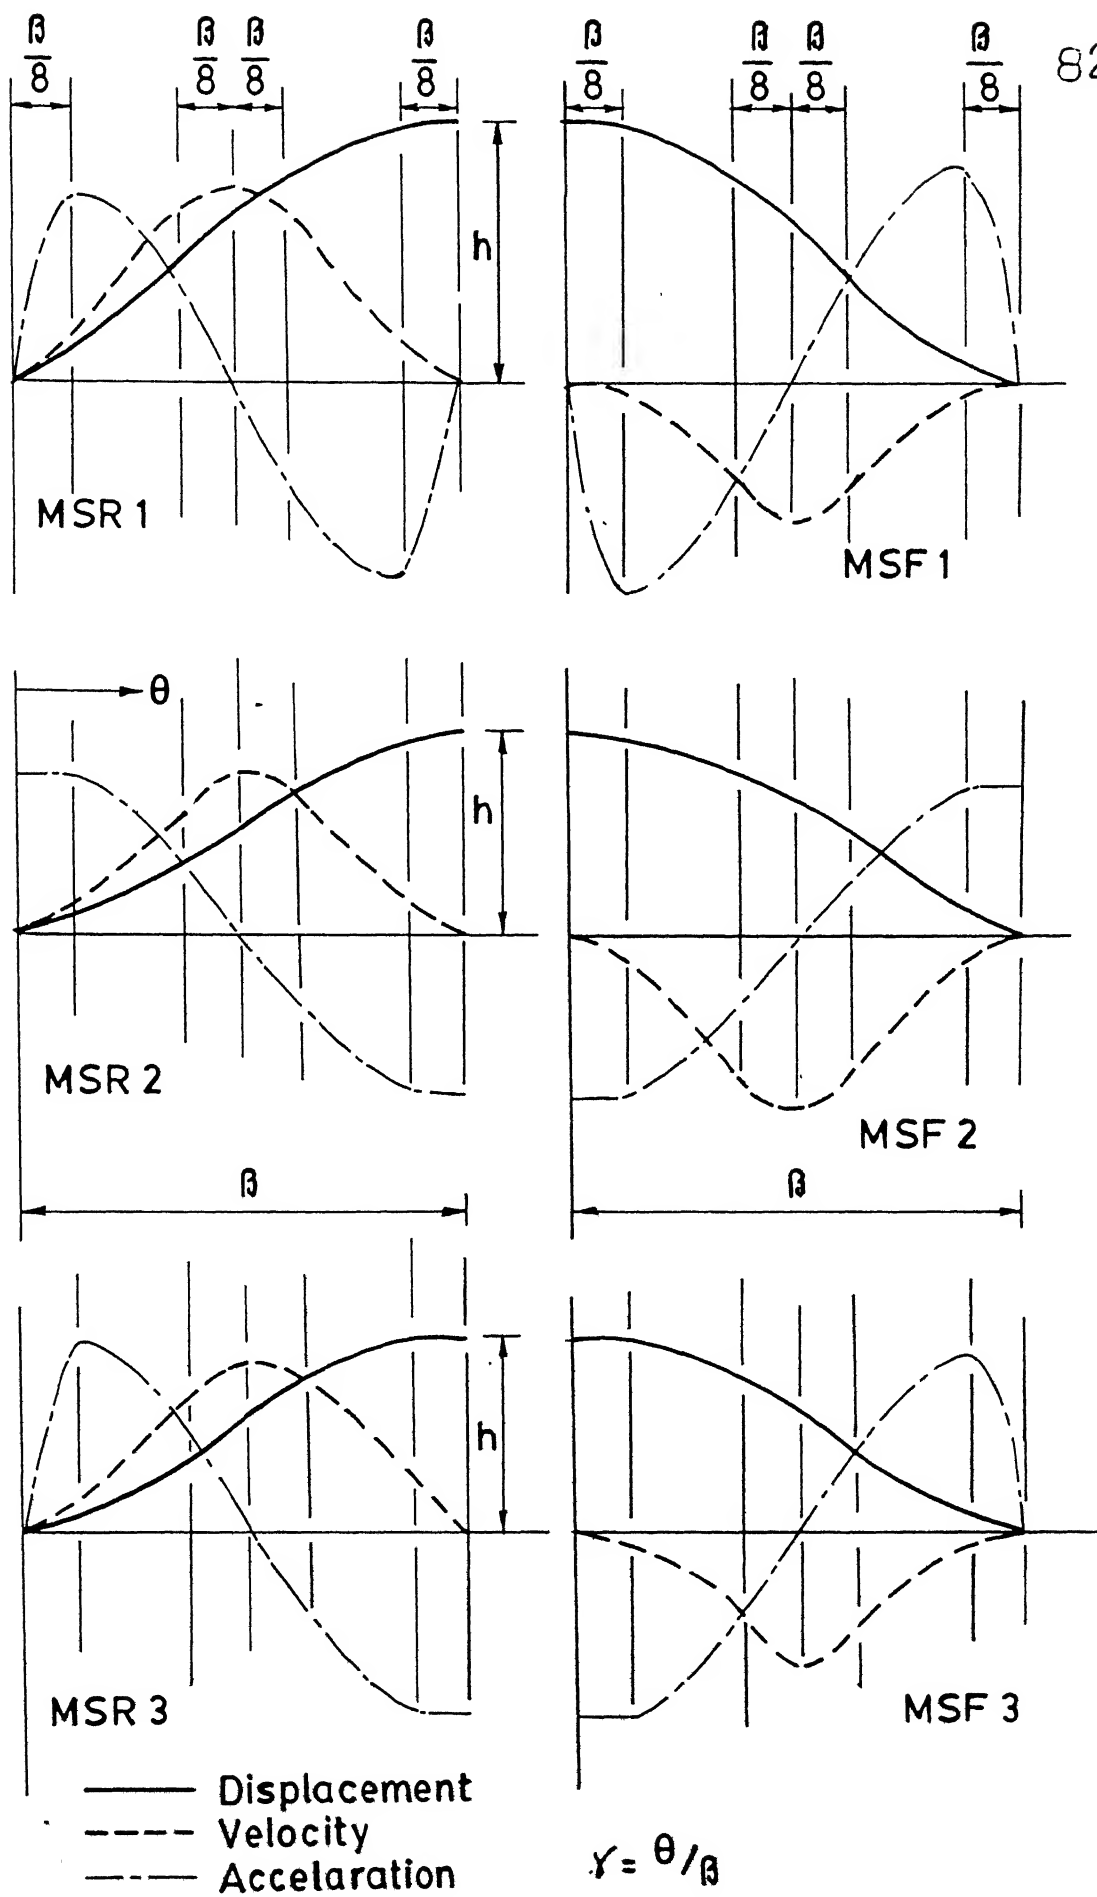 β/8 β/8 β/8 β/8 β/8 β/8 β/8 β/8 82
h
MSR 1
MSF 1
θ
h
MSR 2
MSF 2
β β
h
MSR 3
MSF 3
Displacement
Velocity
Accelaration
γ = θ/β